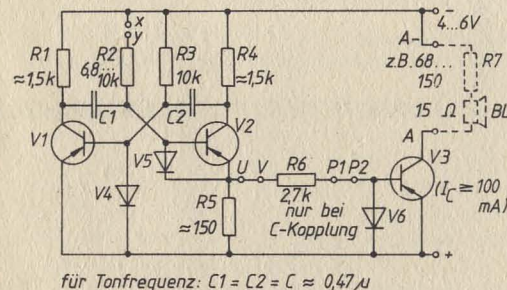 x
y
−
4...6V
R1
≈1,5k
R2
6,8...
10k
R3
10k
R4
≈1,5k
A−
z.B.68...
150
R7
C1
C2
15 Ω
BL
V1
V2
V5
U
V
R6
P1
P2
A
V3
V4
R5
≈150
2,7k
nur bei
C-Kopplung
V6
(I_C ≥ 100
mA)
+
für Tonfrequenz: C1 = C2 = C ≈ 0,47µ